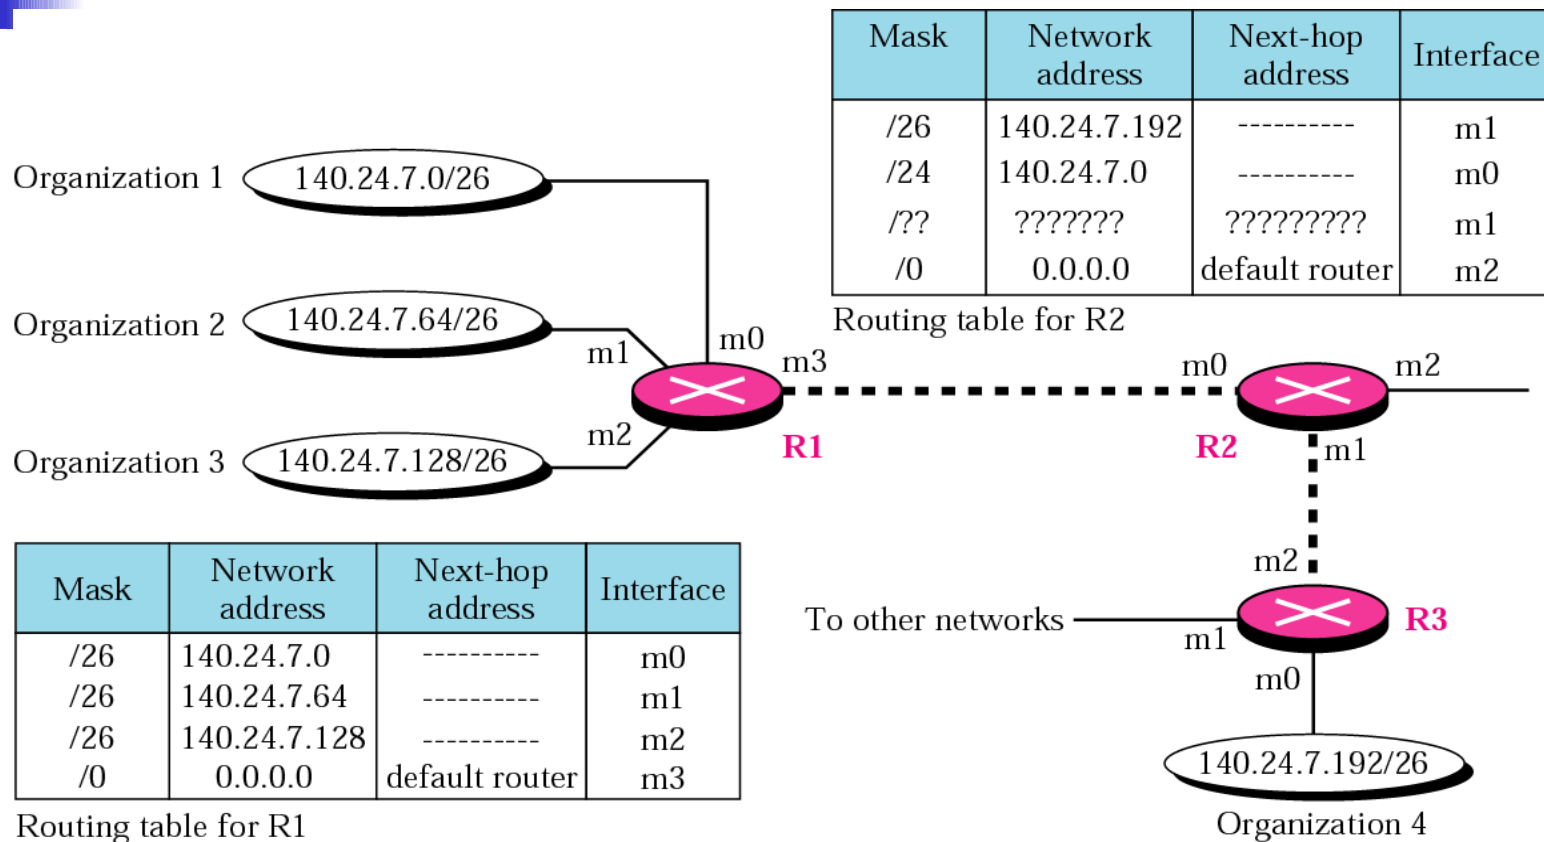 Mask Network address Next-hop address Interface
/26 140.24.7.192 ---------- m1
/24 140.24.7.0 ---------- m0
/?? ??????? ????????? m1
/0 0.0.0.0 default router m2
Routing table for R2
Organization 1 140.24.7.0/26
Organization 2 140.24.7.64/26
Organization 3 140.24.7.128/26
m0
m1
m2
m3
R1
m0
m2
R2
m1
m2
To other networks
m1
R3
m0
140.24.7.192/26
Organization 4
Mask Network address Next-hop address Interface
/26 140.24.7.0 ---------- m0
/26 140.24.7.64 ---------- m1
/26 140.24.7.128 ---------- m2
/0 0.0.0.0 default router m3
Routing table for R1